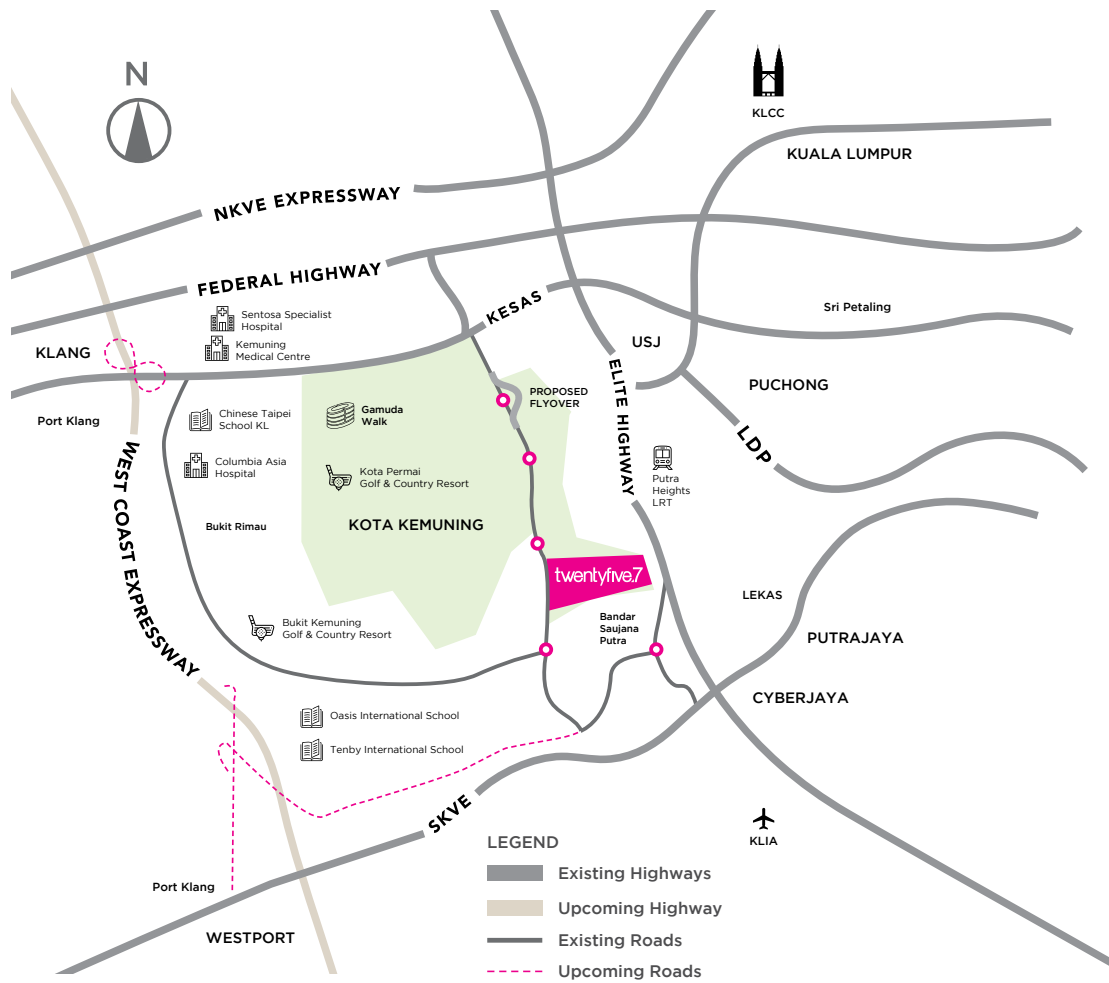 N
KLCC
KUALA LUMPUR
NKVE EXPRESSWAY
FEDERAL HIGHWAY
KESAS
Sentosa Specialist
Hospital
Kemuning
Medical Centre
Sri Petaling
USJ
KLANG
PUCHONG
ELITE HIGHWAY
PROPOSED
FLYOVER
Port Klang
Chinese Taipei
School KL
Gamuda
Walk
LDP
Columbia Asia
Hospital
Kota Permai
Golf & Country Resort
Putra
Heights
LRT
WEST COAST EXPRESSWAY
Bukit Rimau
KOTA KEMUNING
twentyfive.7
LEKAS
Bukit Kemuning
Golf & Country Resort
Bandar
Saujana
Putra
PUTRAJAYA
CYBERJAYA
Oasis International School
Tenby International School
SKVE
KLIA
Port Klang
WESTPORT
LEGEND
Existing Highways
Upcoming Highway
Existing Roads
Upcoming Roads